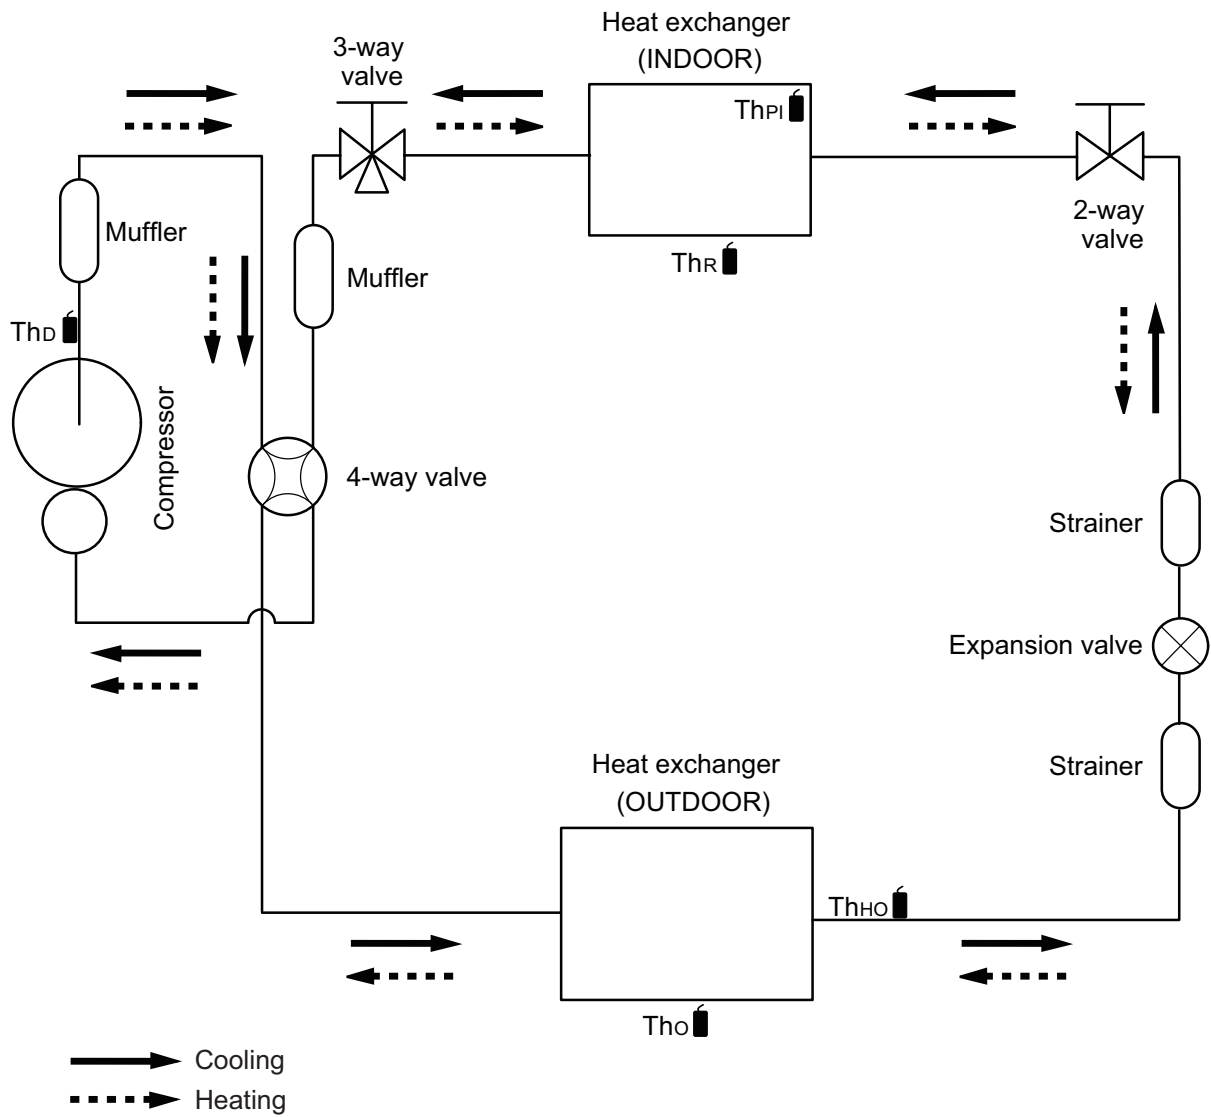 Heat exchanger
(INDOOR)
3-way
valve
ThPI
Muffler
2-way
valve
ThR
Muffler
ThD
Compressor
4-way valve
Strainer
Expansion valve
Heat exchanger
(OUTDOOR)
Strainer
ThHO
ThO
Cooling
Heating